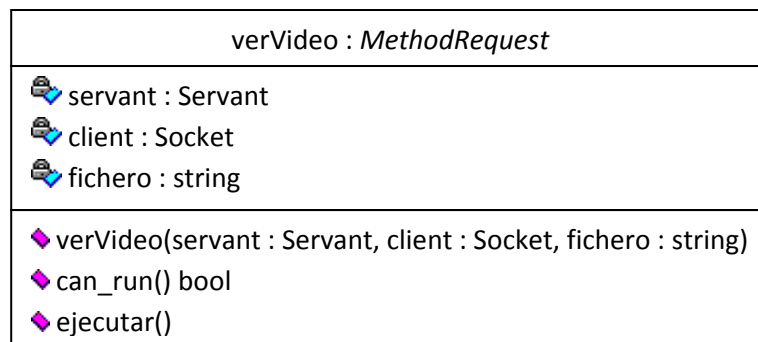 verVideo : MethodRequest
servant : Servant
client : Socket
fichero : string
verVideo(servant : Servant, client : Socket, fichero : string)
can_run() bool
ejecutar()